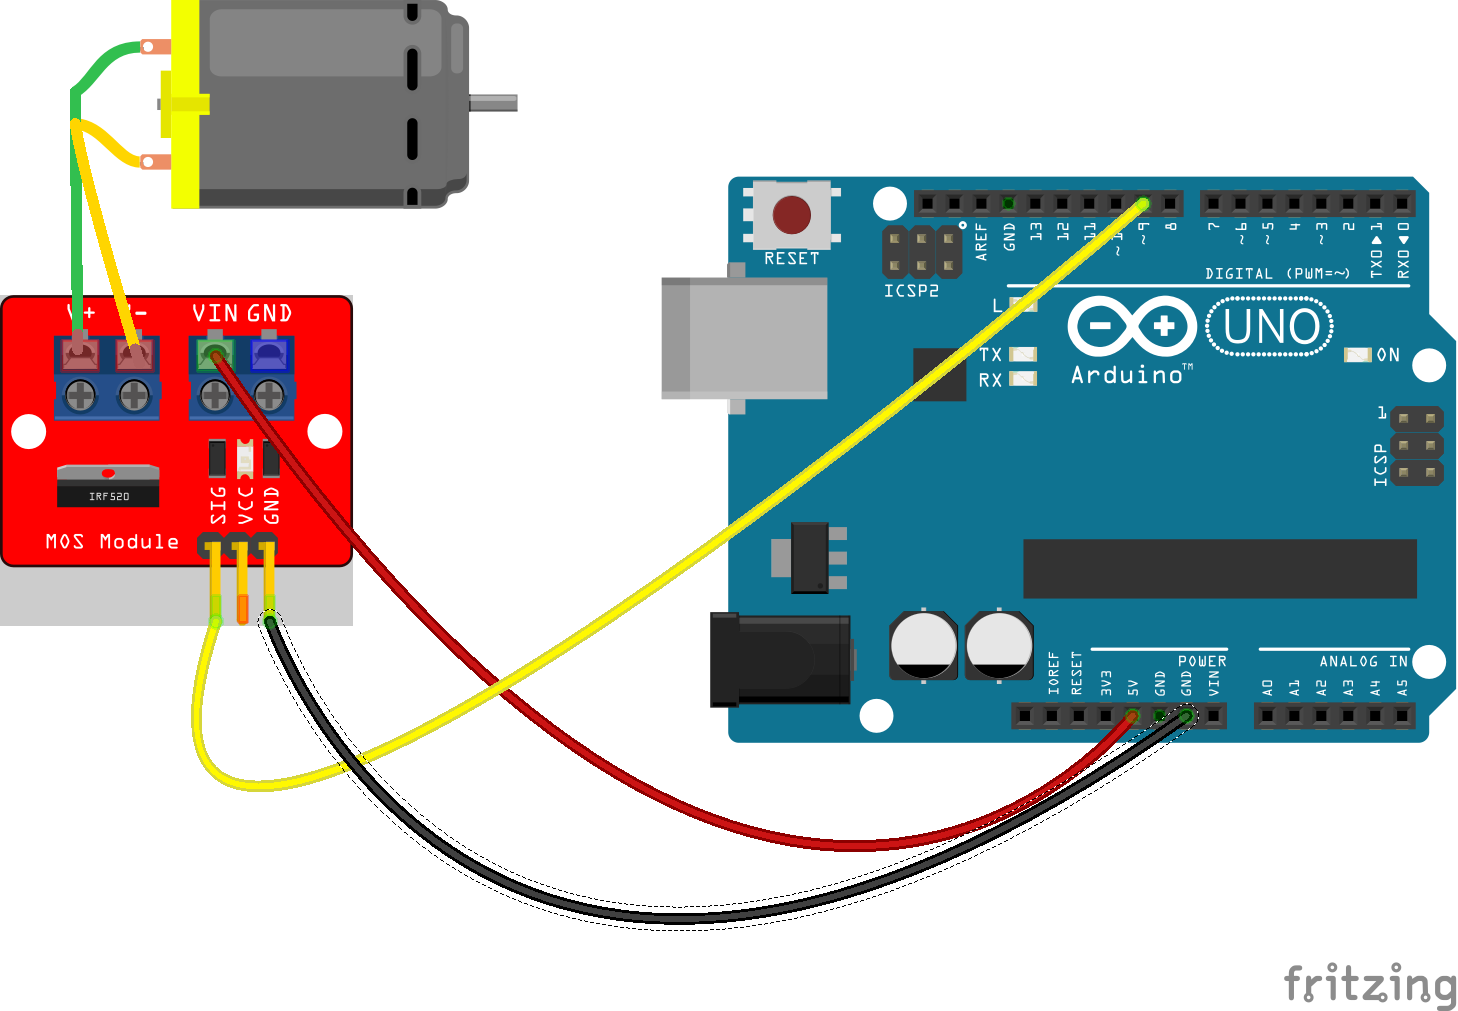 RESET
ICSP2
AREF
GND
13
12
11
~9
8
7
~6
~5
4
~3
2
TX0▶1
RX0◀0
DIGITAL (PWM=~)
L
TX
RX
UNO
Arduino™
ON
1
ICSP
V+
VIN GND
IRF520
SIG
VCC
GND
MOS Module
IOREF
RESET
3V3
5V
GND
GND
VIN
POWER
A0
A1
A2
A3
A4
A5
ANALOG IN
fritzing